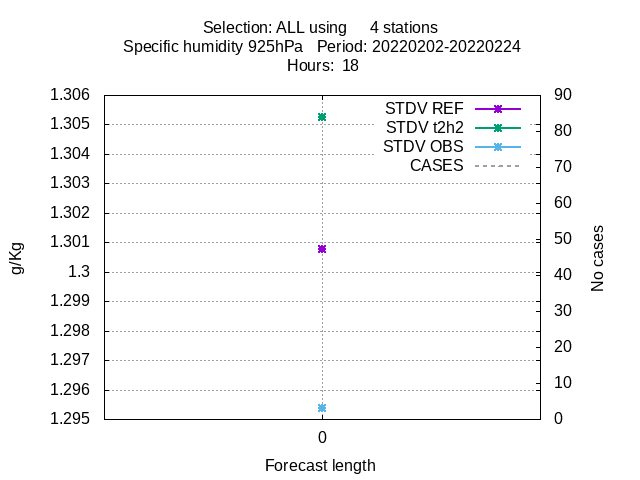 Selection: ALL using 4 stations
Specific humidity 925hPa Period: 20220202-20220224
Hours: 18
1.306
1.305
1.304
1.303
1.302
1.301
1.3
1.299
1.298
1.297
1.296
1.295
g/Kg
STDV REF
STDV t2h2
STDV OBS
CASES
90
80
70
60
50
40
30
20
10
0
No cases
0
Forecast length